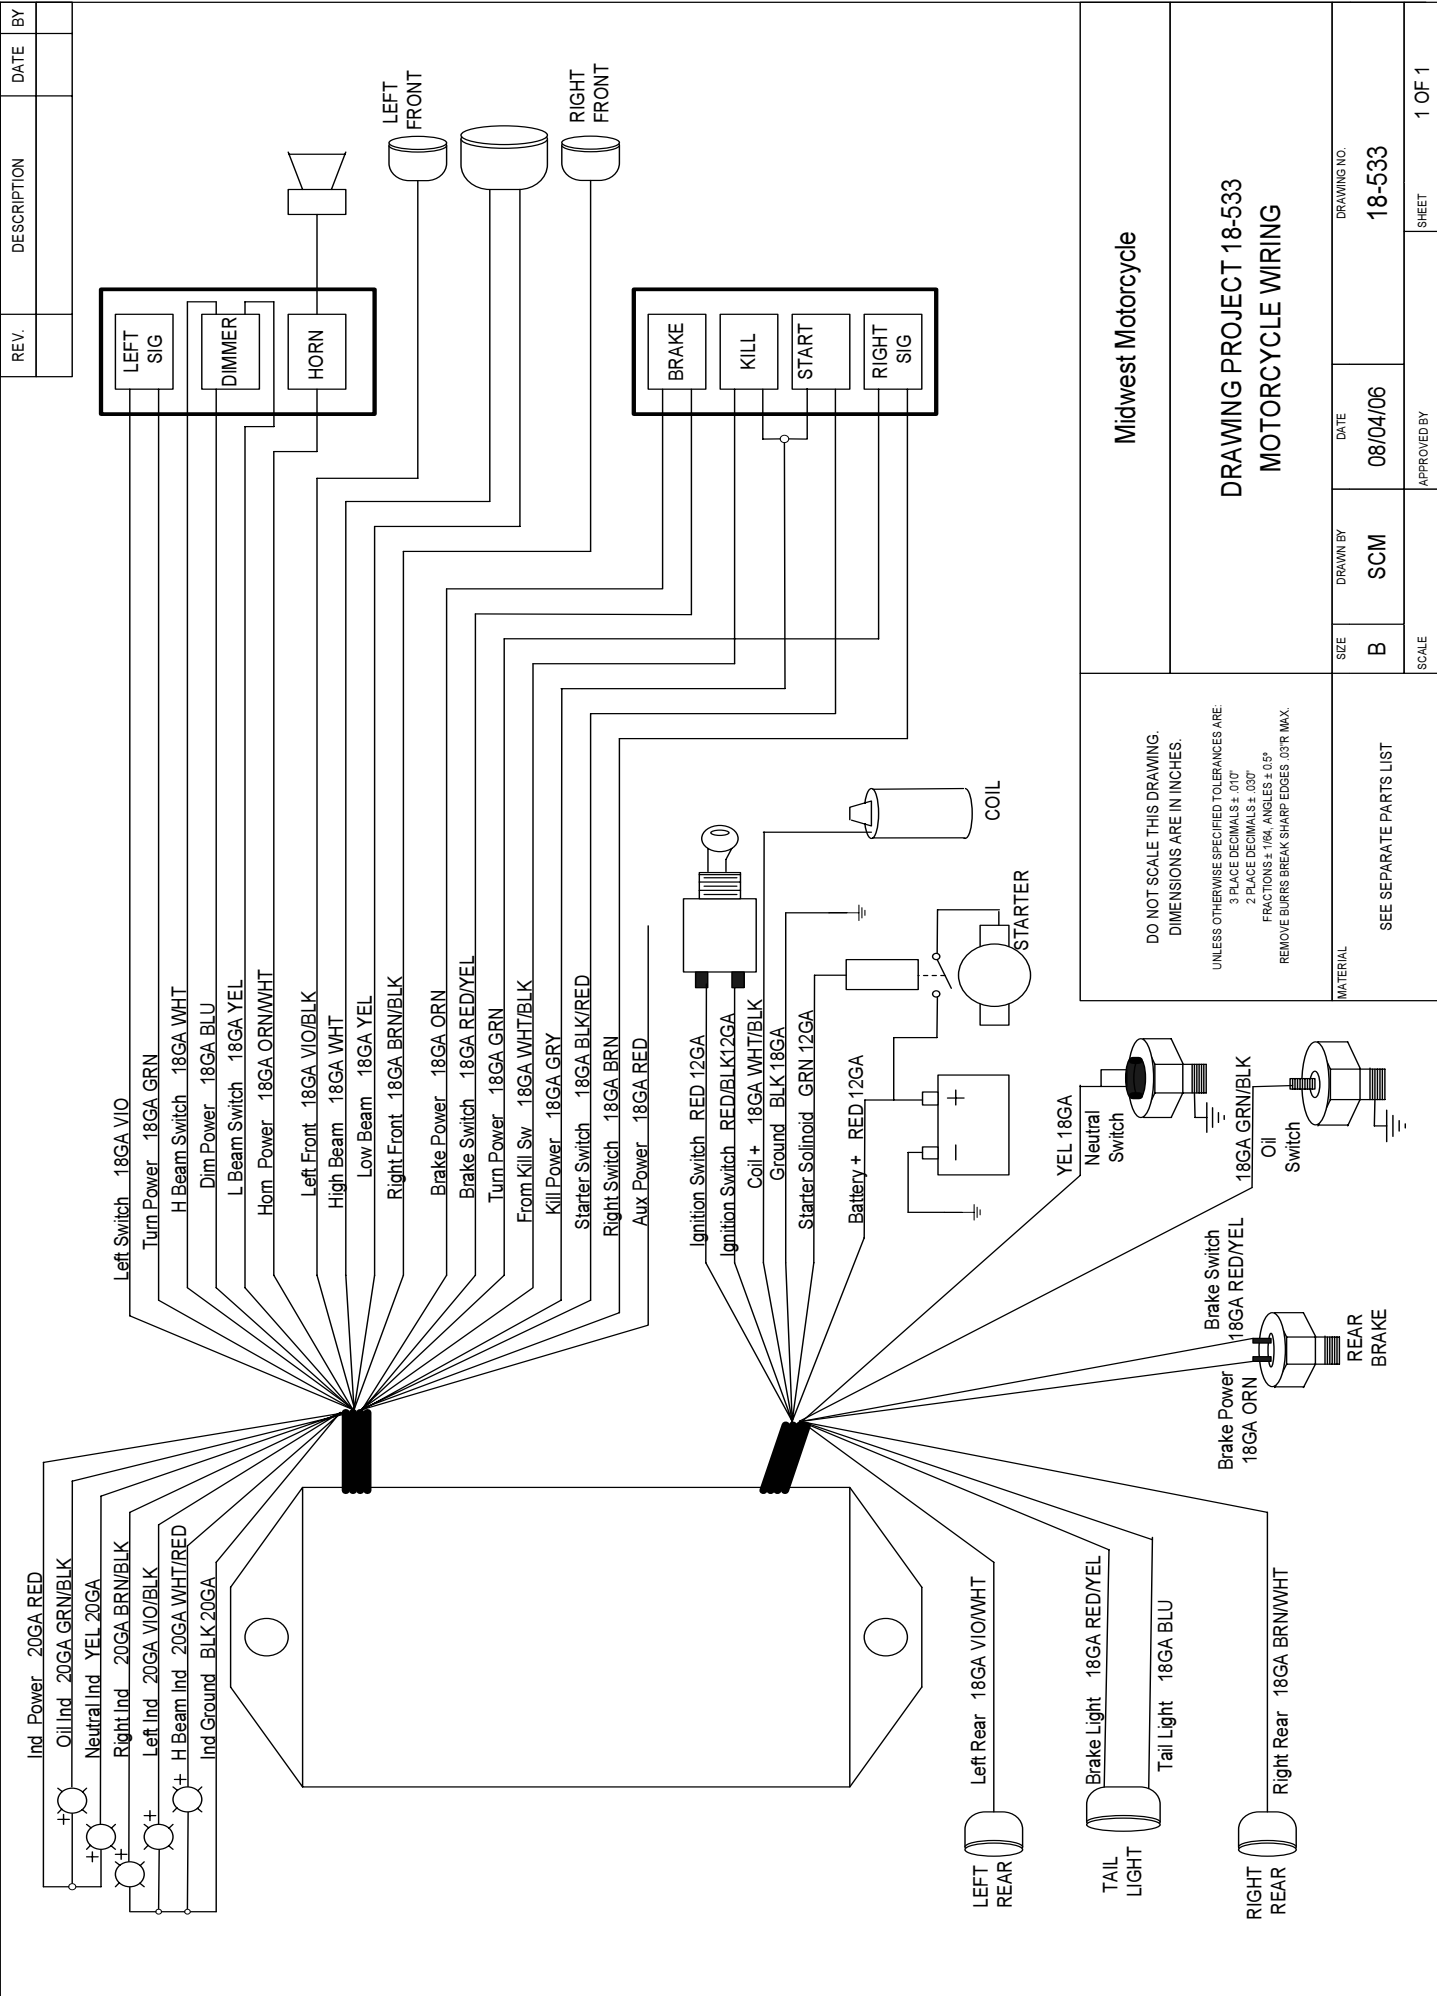 REV.
DESCRIPTION
DATE
BY
LEFT
SIG
DIMMER
HORN
LEFT
FRONT
RIGHT
FRONT
BRAKE
KILL
START
RIGHT
SIG
Left Switch 18GA VIO
Turn Power 18GA GRN
H Beam Switch 18GA WHT
Dim Power 18GA BLU
L Beam Switch 18GA YEL
Horn Power 18GA ORN/WHT
Left Front 18GA VIO/BLK
High Beam 18GA WHT
Low Beam 18GA YEL
Right Front 18GA BRN/BLK
Brake Power 18GA ORN
Brake Switch 18GA RED/YEL
Turn Power 18GA GRN
From Kill Sw 18GA WHT/BLK
Kill Power 18GA GRY
Starter Switch 18GA BLK/RED
Right Switch 18GA BRN
Aux Power 18GA RED
Ignition Switch RED 12GA
Ignition Switch RED/BLK12GA
Coil + 18GA WHT/BLK
Ground BLK 18GA
Starter Solinoid GRN 12GA
Battery + RED 12GA
COIL
STARTER
+
−
YEL 18GA
Neutral
Switch
18GA GRN/BLK
Oil
Switch
Brake Switch
18GA RED/YEL
Brake Power
18GA ORN
REAR
BRAKE
Ind Power 20GA RED
Oil Ind 20GA GRN/BLK
Neutral Ind YEL 20GA
Right Ind 20GA BRN/BLK
Left Ind 20GA VIO/BLK
H Beam Ind 20GA WHT/RED
Ind Ground BLK 20GA
+
+
+
+
+
Left Rear 18GA VIO/WHT
Brake Light 18GA RED/YEL
Tail Light 18GA BLU
Right Rear 18GA BRN/WHT
LEFT
REAR
TAIL
LIGHT
RIGHT
REAR
DO NOT SCALE THIS DRAWING.
DIMENSIONS ARE IN INCHES.
UNLESS OTHERWISE SPECIFIED TOLERANCES ARE:
3 PLACE DECIMALS ± .010"
2 PLACE DECIMALS ± .030"
FRACTIONS ± 1/64, ANGLES ± 0.5º
REMOVE BURRS BREAK SHARP EDGES .03"R MAX.
MATERIAL
SEE SEPARATE PARTS LIST
Midwest Motorcycle
DRAWING PROJECT 18-533
MOTORCYCLE WIRING
SIZE
B
DRAWN BY
SCM
DATE
08/04/06
DRAWING NO.
18-533
SCALE
APPROVED BY
SHEET
1 OF 1